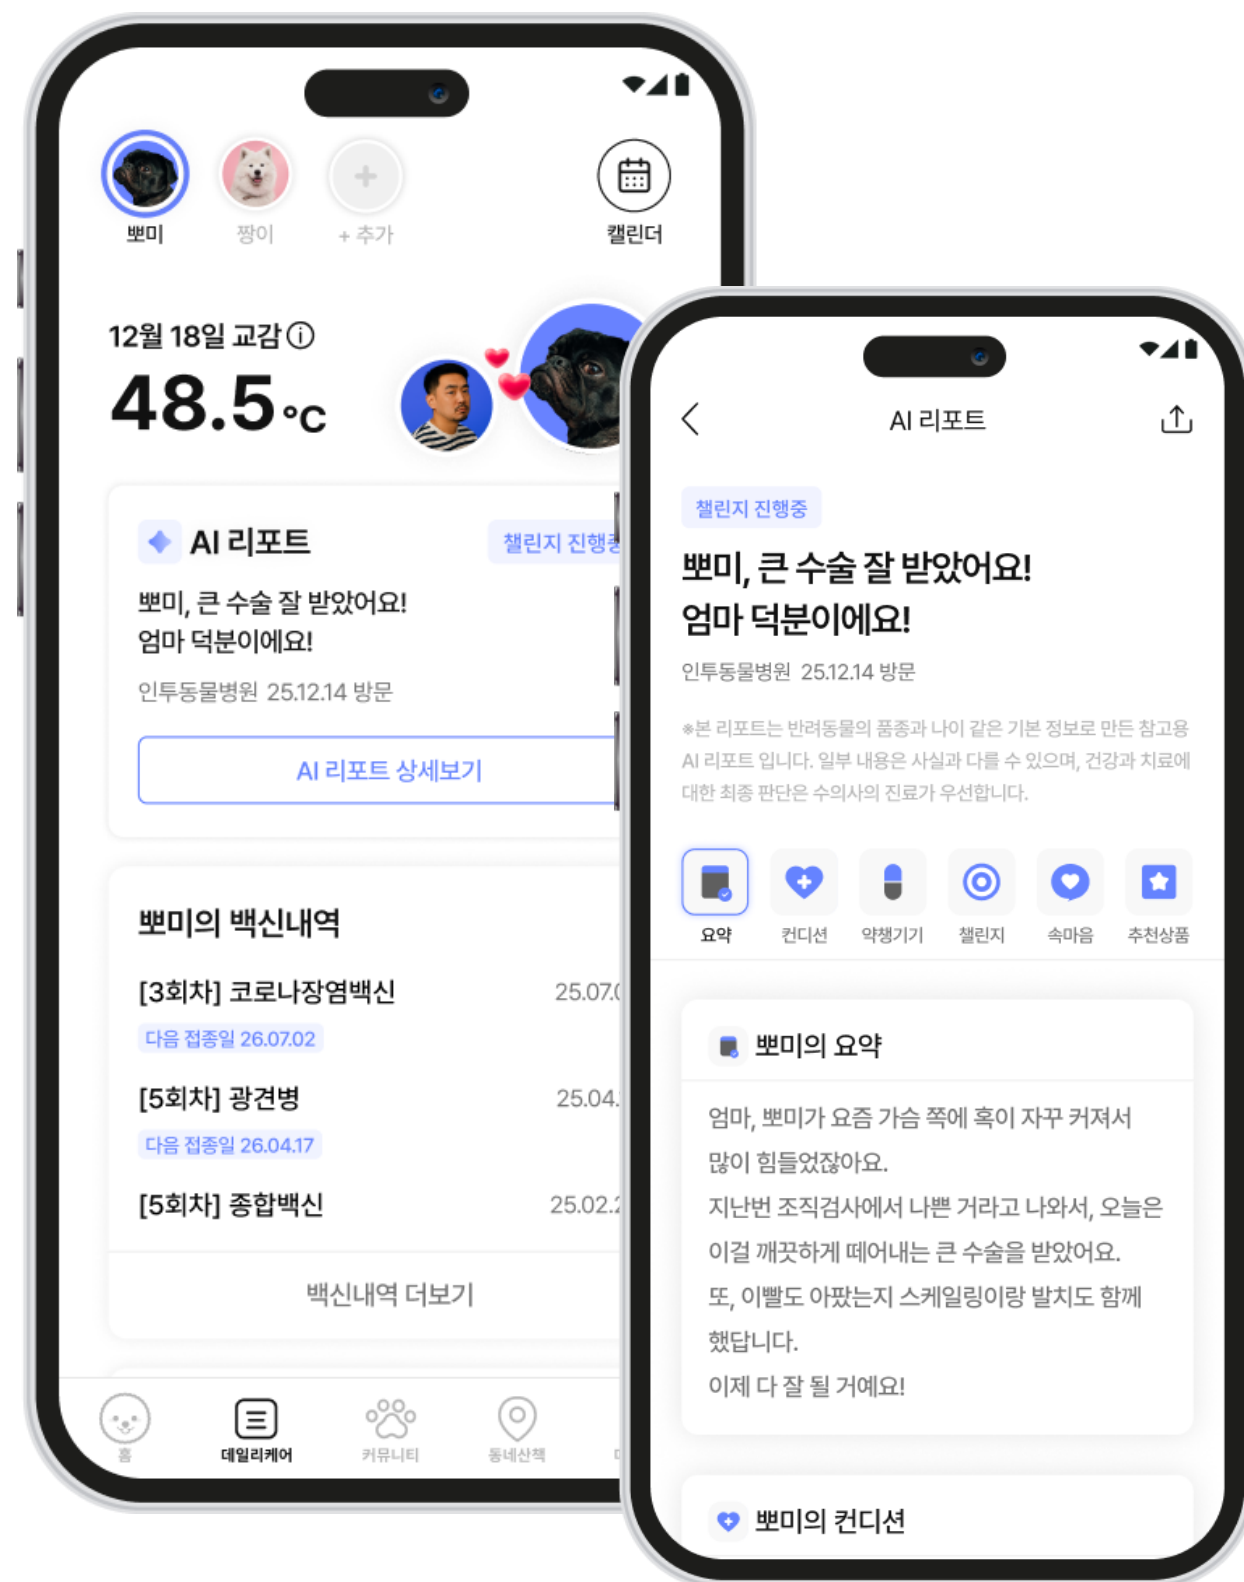 뽀미
짱이
+ 추가
캘린더
12월 18일 교감
48.5 °C
AI 리포트
챌린지 진행중
뽀미, 큰 수술 잘 받았어요!
엄마 덕분이에요!
인투동물병원 25.12.14 방문
AI 리포트 상세보기
뽀미의 백신내역
[3회차] 코로나장염백신 25.07.0
다음 접종일 26.07.02
[5회차] 광견병 25.04.
다음 접종일 26.04.17
[5회차] 종합백신 25.02.2
백신내역 더보기
홈
데일리케어
커뮤니티
동네산책
AI 리포트
챌린지 진행중
뽀미, 큰 수술 잘 받았어요!
엄마 덕분이에요!
인투동물병원 25.12.14 방문
※본 리포트는 반려동물의 품종과 나이 같은 기본 정보로 만든 참고용
AI 리포트 입니다. 일부 내용은 사실과 다를 수 있으며, 건강과 치료에
대한 최종 판단은 수의사의 진료가 우선합니다.
요약
컨디션
약챙기기
챌린지
속마음
추천상품
뽀미의 요약
엄마, 뽀미가 요즘 가슴 쪽에 혹이 자꾸 커져서
많이 힘들었잖아요.
지난번 조직검사에서 나쁜 거라고 나와서, 오늘은
이걸 깨끗하게 떼어내는 큰 수술을 받았어요.
또, 이빨도 아팠는지 스케일링이랑 발치도 함께
했답니다.
이제 다 잘 될 거예요!
뽀미의 컨디션